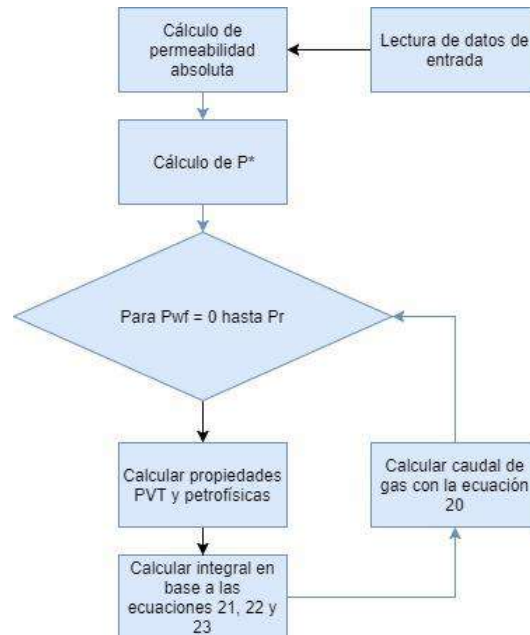 Cálculo de
permeabilidad
absoluta
Lectura de datos de
entrada
Cálculo de P*
Para Pwf = 0 hasta Pr
Calcular propiedades
PVT y petrofísicas
Calcular caudal de
gas con la ecuación
20
Calcular integral en
base a las
ecuaciones 21, 22 y
23